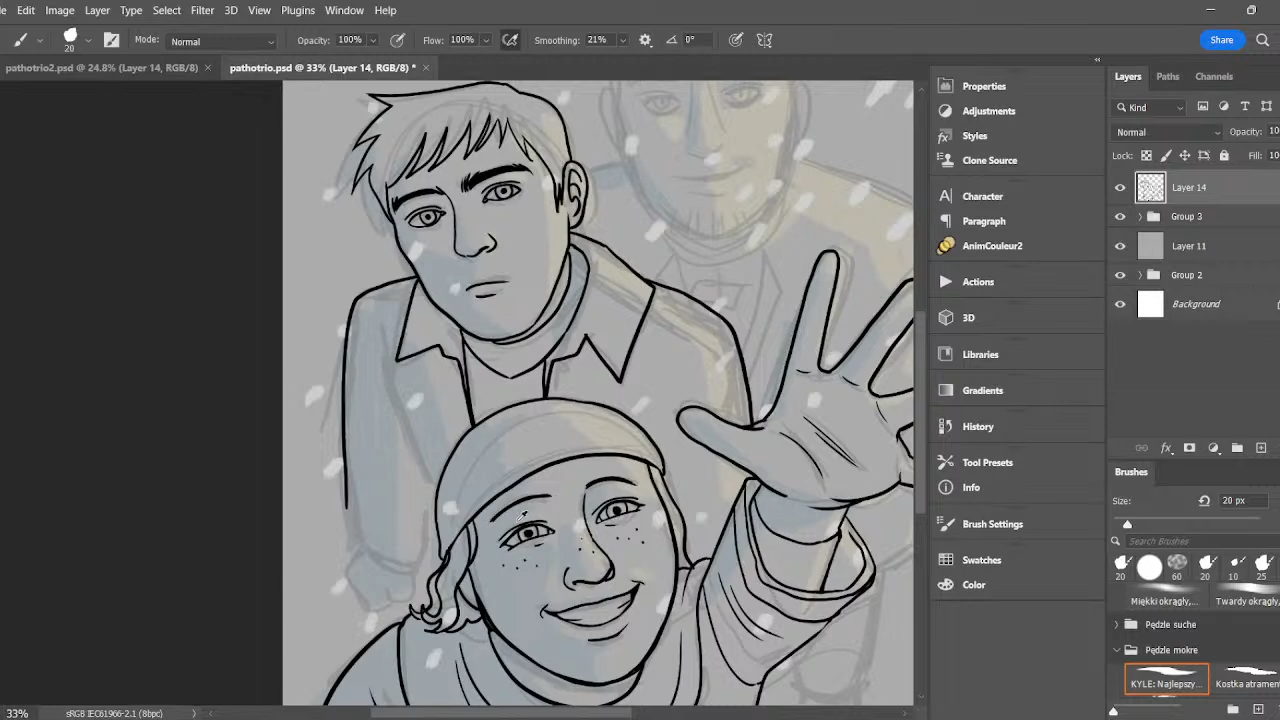 Edit Image Layer Type Select Filter 3D View Plugins Window Help
20 Mode: Normal Opacity: 100% Flow: 100% Smoothing: 21% 0° Share
pathotrio2.psd @ 24.8% (Layer 14, RGB/8) × pathotrio.psd @ 33% (Layer 14, RGB/8) * ×
Properties
Adjustments
Styles
Clone Source
Character
Paragraph
AnimCouleur2
Actions
3D
Libraries
Gradients
History
Tool Presets
Info
Brush Settings
Swatches
Color
Layers Paths Channels
Kind
Normal Opacity: 10
Lock: Fill: 10
Layer 14
Group 3
Layer 11
Group 2
Background
Brushes
Size: 20 px
Search Brushes
20 60 20 10 25
Miękki okrągły,... Twardy okrągły,
Pędzle suche
Pędzle mokre
KYLE: Najlepszy... Kostka atrament
33% sRGB IEC61966-2.1 (8bpc)